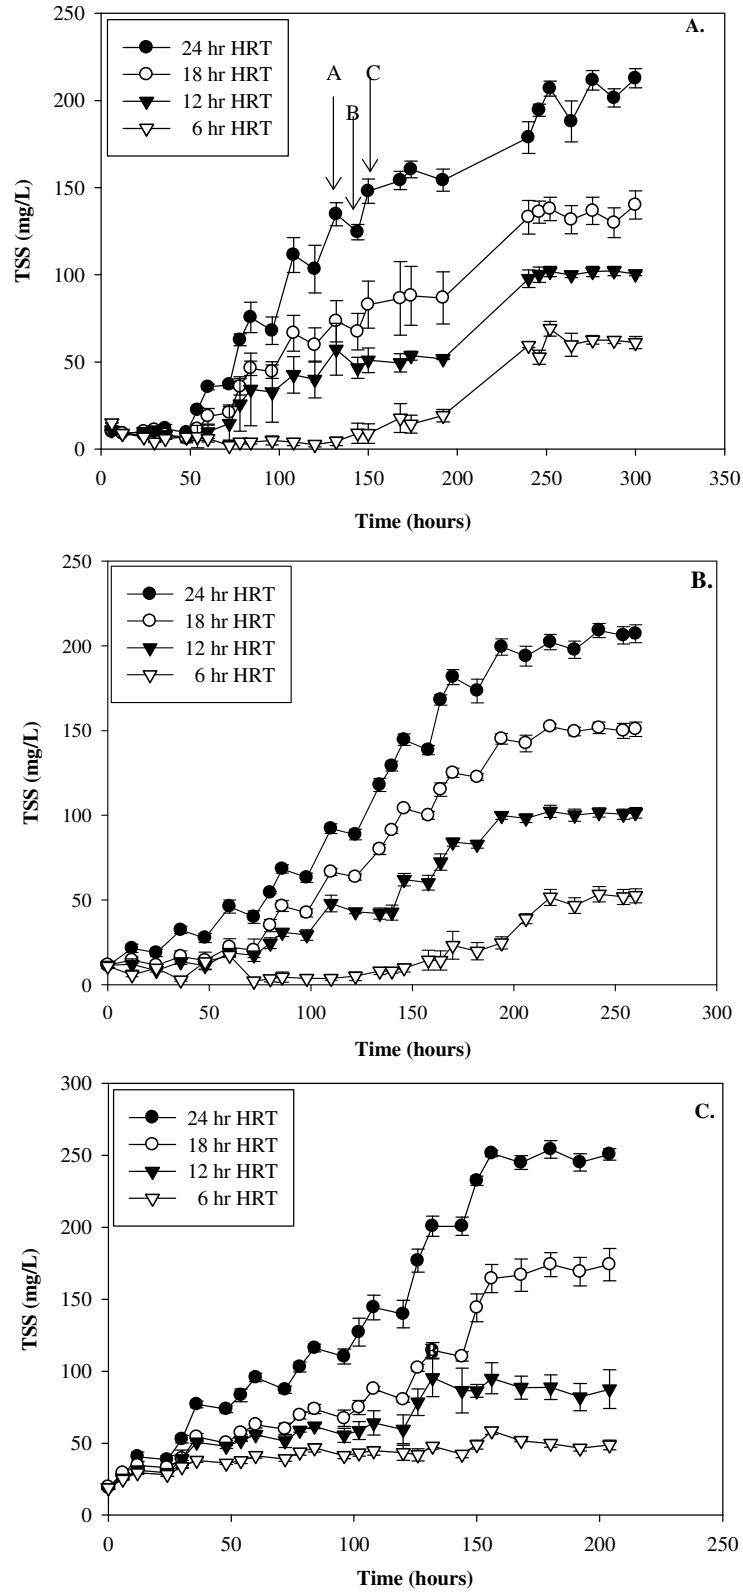 A.
24 hr HRT
18 hr HRT
12 hr HRT
6 hr HRT
A
B
C
250
200
150
100
50
0
TSS (mg/L)
0 50 100 150 200 250 300 350
Time (hours)
B.
24 hr HRT
18 hr HRT
12 hr HRT
6 hr HRT
250
200
150
100
50
0
TSS (mg/L)
0 50 100 150 200 250 300
Time (hours)
C.
24 hr HRT
18 hr HRT
12 hr HRT
6 hr HRT
B
300
250
200
150
100
50
0
TSS (mg/L)
0 50 100 150 200 250
Time (hours)